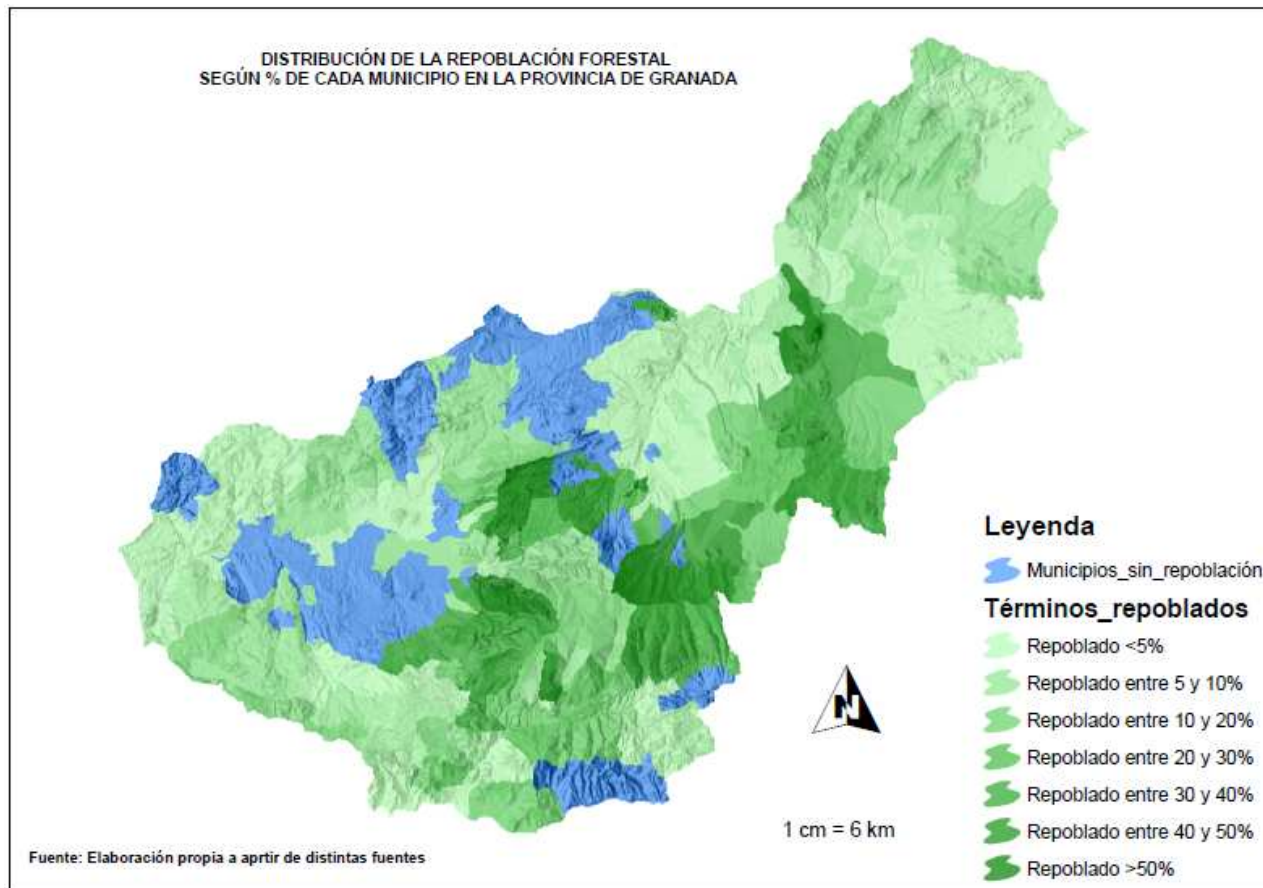 DISTRIBUCIÓN DE LA REPOBLACIÓN FORESTAL
SEGÚN % DE CADA MUNICIPIO EN LA PROVINCIA DE GRANADA
Leyenda
Municipios_sin_repoblación
Términos_repoblados
Repoblado <5%
Repoblado entre 5 y 10%
Repoblado entre 10 y 20%
Repoblado entre 20 y 30%
Repoblado entre 30 y 40%
Repoblado entre 40 y 50%
Repoblado >50%
N
1 cm = 6 km
Fuente: Elaboración propia a aprtir de distintas fuentes